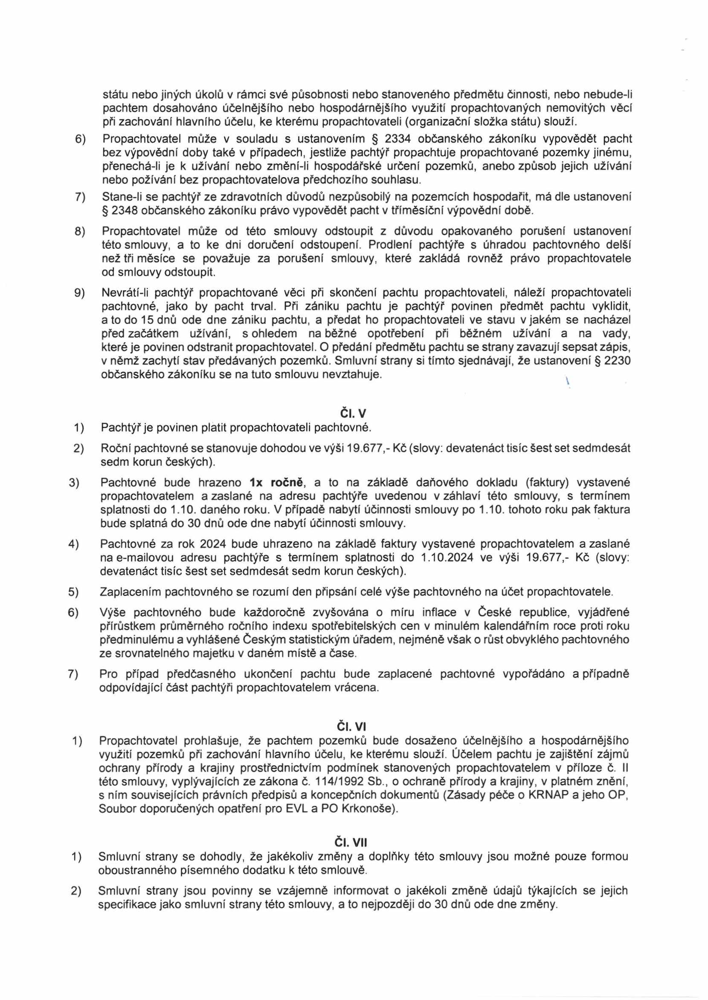 státu nebo jiných úkolů v rámci své působnosti nebo stanoveného předmětu činnosti, nebo nebude-li
pachtem dosahováno účelnějšího nebo hospodárnějšího využití propachtovaných nemovitých věcí
při zachování hlavního účelu, ke kterému propachtovateli (organizační složka státu) slouží.
6) Propachtovatel může v souladu s ustanovením § 2334 občanského zákoníku vypovědět pacht
bez výpovědní doby také v případech, jestliže pachtýř propachtuje propachtované pozemky jinému,
přenechá-li je k užívání nebo změní-li hospodářské určení pozemků, anebo způsob jejich užívání
nebo požívání bez propachtovatelova předchozího souhlasu.
7) Stane-li se pachtýř ze zdravotních důvodů nezpůsobilý na pozemcích hospodařit, má dle ustanovení
§ 2348 občanského zákoníku právo vypovědět pacht v tříměsíční výpovědní době.
8) Propachtovatel může od této smlouvy odstoupit z důvodu opakovaného porušení ustanovení
této smlouvy, a to ke dni doručení odstoupení. Prodlení pachtýře s úhradou pachtovného delší
než tři měsíce se považuje za porušení smlouvy, které zakládá rovněž právo propachtovatele
od smlouvy odstoupit.
9) Nevrátí-li pachtýř propachtované věci při skončení pachtu propachtovateli, náleží propachtovateli
pachtovné, jako by pacht trval. Při zániku pachtu je pachtýř povinen předmět pachtu vyklidit,
a to do 15 dnů ode dne zániku pachtu, a předat ho propachtovateli ve stavu v jakém se nacházel
před začátkem užívání, s ohledem na běžné opotřebení při běžném užívání a na vady,
které je povinen odstranit propachtovatel. O předání předmětu pachtu se strany zavazují sepsat zápis,
v němž zachytí stav předávaných pozemků. Smluvní strany si tímto sjednávají, že ustanovení § 2230
občanského zákoníku se na tuto smlouvu nevztahuje.
Čl. V
1) Pachtýř je povinen platit propachtovateli pachtovné.
2) Roční pachtovné se stanovuje dohodou ve výši 19.677,- Kč (slovy: devatenáct tisíc šest set sedmdesát
sedm korun českých).
3) Pachtovné bude hrazeno 1x ročně, a to na základě daňového dokladu (faktury) vystavené
propachtovatelem a zaslané na adresu pachtýře uvedenou v záhlaví této smlouvy, s termínem
splatnosti do 1.10. daného roku. V případě nabytí účinnosti smlouvy po 1.10. tohoto roku pak faktura
bude splatná do 30 dnů ode dne nabytí účinnosti smlouvy.
4) Pachtovné za rok 2024 bude uhrazeno na základě faktury vystavené propachtovatelem a zaslané
na e-mailovou adresu pachtýře s termínem splatnosti do 1.10.2024 ve výši 19.677,- Kč (slovy:
devatenáct tisíc šest set sedmdesát sedm korun českých).
5) Zaplacením pachtovného se rozumí den připsání celé výše pachtovného na účet propachtovatele.
6) Výše pachtovného bude každoročně zvyšována o míru inflace v České republice, vyjádřené
přírůstkem průměrného ročního indexu spotřebitelských cen v minulém kalendářním roce proti roku
předminulému a vyhlášené Českým statistickým úřadem, nejméně však o růst obvyklého pachtovného
ze srovnatelného majetku v daném místě a čase.
7) Pro případ předčasného ukončení pachtu bude zaplacené pachtovné vypořádáno a případně
odpovídající část pachtýři propachtovatelem vrácena.
Čl. VI
1) Propachtovatel prohlašuje, že pachtem pozemků bude dosaženo účelnějšího a hospodárnějšího
využití pozemků při zachování hlavního účelu, ke kterému slouží. Účelem pachtu je zajištění zájmů
ochrany přírody a krajiny prostřednictvím podmínek stanovených propachtovatelem v příloze č. II
této smlouvy, vyplývajících ze zákona č. 114/1992 Sb., o ochraně přírody a krajiny, v platném znění,
s ním souvisejících právních předpisů a koncepčních dokumentů (Zásady péče o KRNAP a jeho OP,
Soubor doporučených opatření pro EVL a PO Krkonoše).
Čl. VII
1) Smluvní strany se dohodly, že jakékoliv změny a doplňky této smlouvy jsou možné pouze formou
oboustranného písemného dodatku k této smlouvě.
2) Smluvní strany jsou povinny se vzájemně informovat o jakékoli změně údajů týkajících se jejich
specifikace jako smluvní strany této smlouvy, a to nejpozději do 30 dnů ode dne změny.